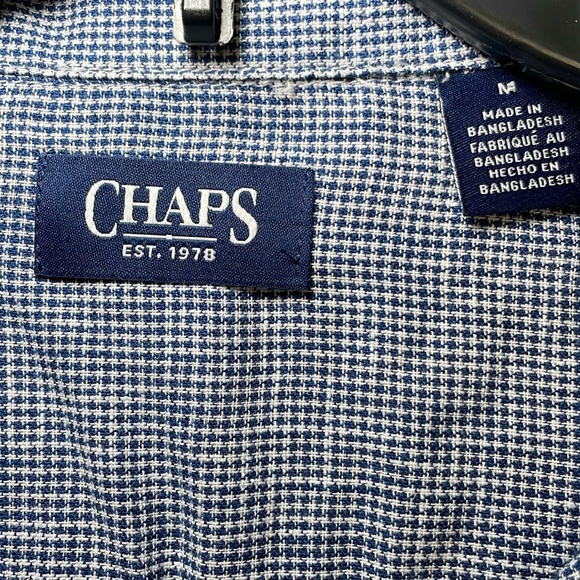 CHAPS
EST. 1978
M
MADE IN
BANGLADESH
FABRIQUÉ AU
BANGLADESH
HECHO EN
BANGLADESH